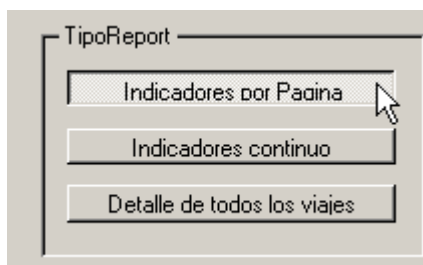 TipoReport
Indicadores por Pagina
Indicadores continuo
Detalle de todos los viajes